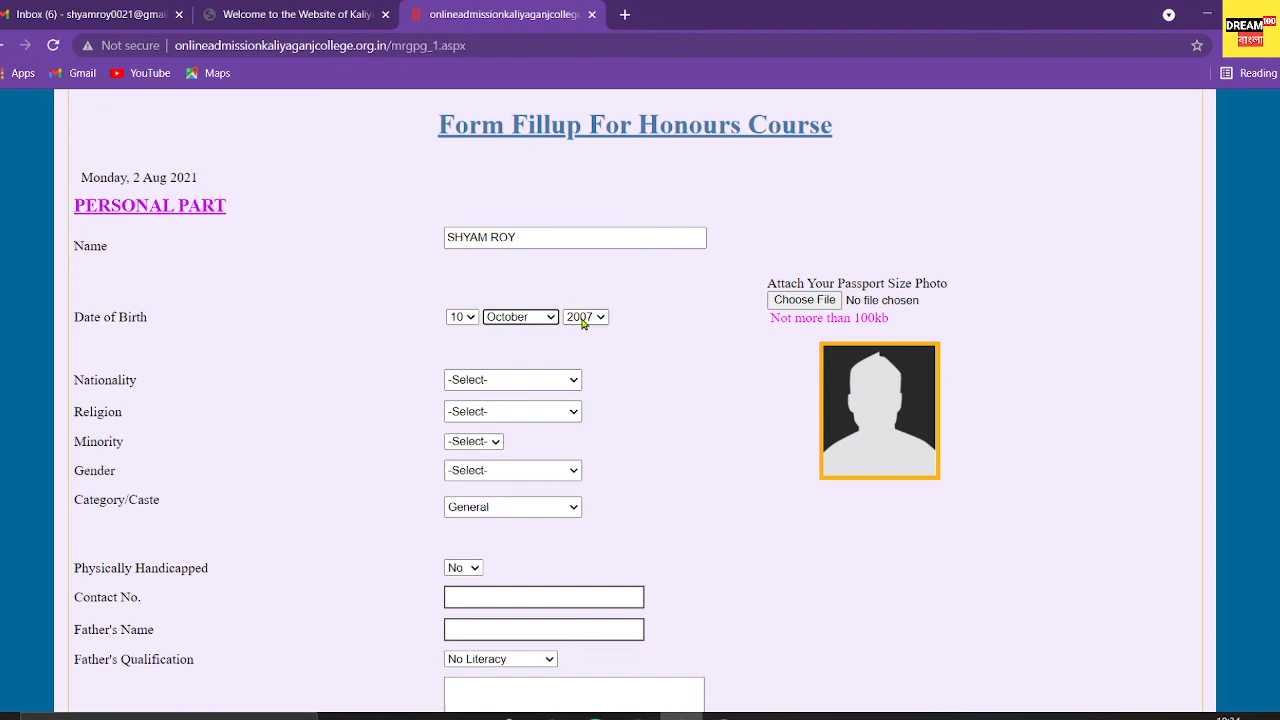 Inbox (6) - shyamroy0021@gmai
Welcome to the Website of Kaliy
onlineadmissionkaliyaganjcolleg
Not secure
onlineadmissionkaliyaganjcollege.org.in/mrgpg_1.aspx
DREAM100
বাংলা
Apps
Gmail
YouTube
Maps
Reading
Form Fillup For Honours Course
Monday, 2 Aug 2021
PERSONAL PART
Name
SHYAM ROY
Attach Your Passport Size Photo
Choose File No file chosen
Not more than 100kb
Date of Birth
10 October 2007
Nationality
-Select-
Religion
-Select-
Minority
-Select-
Gender
-Select-
Category/Caste
General
Physically Handicapped
No
Contact No.
Father's Name
Father's Qualification
No Literacy